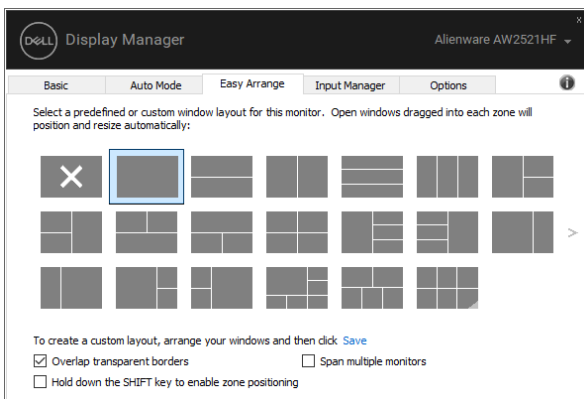 DELL Display Manager
Alienware AW2521HF
Basic Auto Mode Easy Arrange Input Manager Options
Select a predefined or custom window layout for this monitor. Open windows dragged into each zone will
position and resize automatically:
To create a custom layout, arrange your windows and then click Save
Overlap transparent borders Span multiple monitors
Hold down the SHIFT key to enable zone positioning